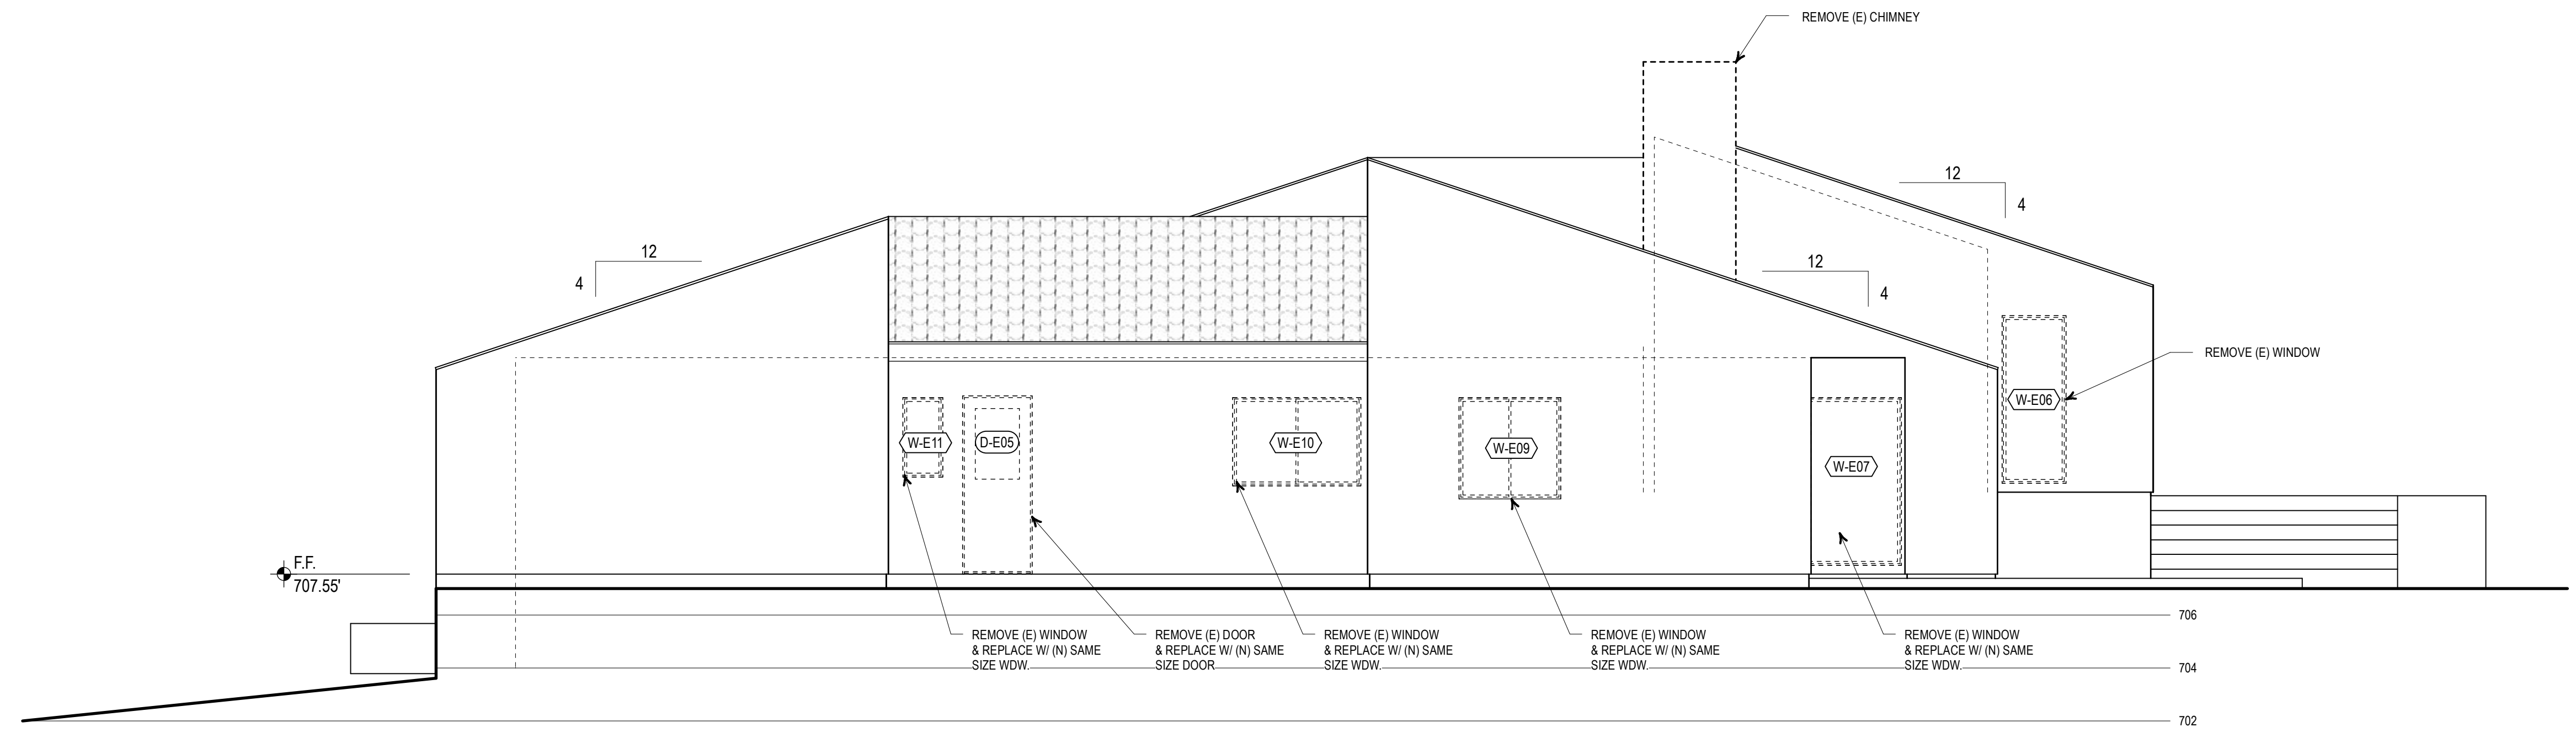 REMOVE (E) CHIMNEY
12
4
12
4
12
4
REMOVE (E) WINDOW
W-E06
W-E11
D-E05
W-E10
W-E09
W-E07
F.F.
707.55'
706
REMOVE (E) WINDOW
& REPLACE W/ (N) SAME
SIZE WDW.
REMOVE (E) DOOR
& REPLACE W/ (N) SAME
SIZE DOOR
REMOVE (E) WINDOW
& REPLACE W/ (N) SAME
SIZE WDW.
REMOVE (E) WINDOW
& REPLACE W/ (N) SAME
SIZE WDW.
REMOVE (E) WINDOW
& REPLACE W/ (N) SAME
SIZE WDW.
704
702